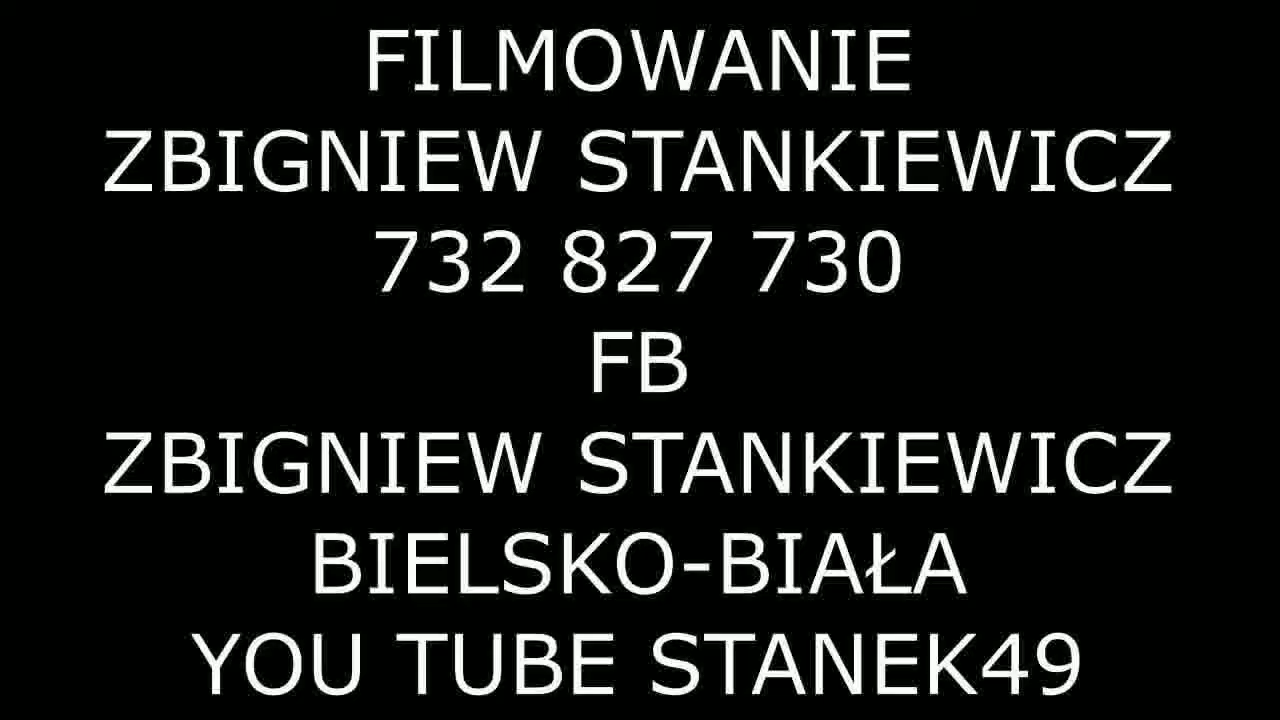 FILMOWANIE
ZBIGNIEW STANKIEWICZ
732 827 730
FB
ZBIGNIEW STANKIEWICZ
BIELSKO-BIAŁA
YOU TUBE STANEK49